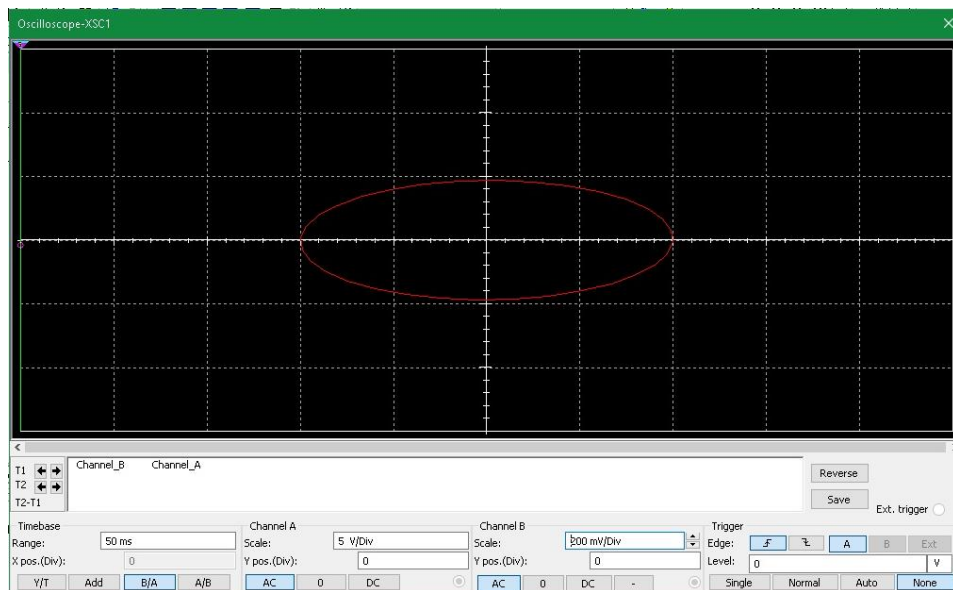 Oscilloscope-XSC1
T1
T2
T2-T1
Channel_B Channel_A
Reverse
Save
Ext. trigger
Timebase
Range: 50 ms
X pos.(Div): 0
Y/T Add B/A A/B
Channel A
Scale: 5 V/Div
Y pos.(Div): 0
AC 0 DC
Channel B
Scale: 200 mV/Div
Y pos.(Div): 0
AC 0 DC -
Trigger
Edge: A B Ext
Level: 0 V
Single Normal Auto None